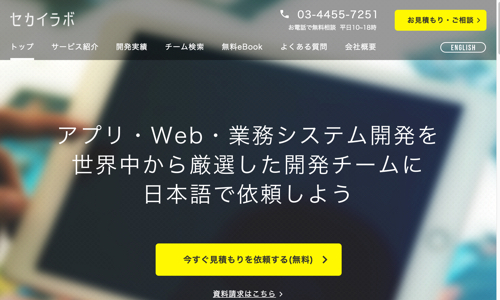 セカイラボ
03-4455-7251
お電話で無料相談 平日10-18時
お見積もり・ご相談
トップ サービス紹介 開発実績 チーム検索 無料eBook よくある質問 会社概要 ENGLISH
アプリ・Web・業務システム開発を
世界中から厳選した開発チームに
日本語で依頼しよう
今すぐ見積もりを依頼する(無料)
資料請求はこちら